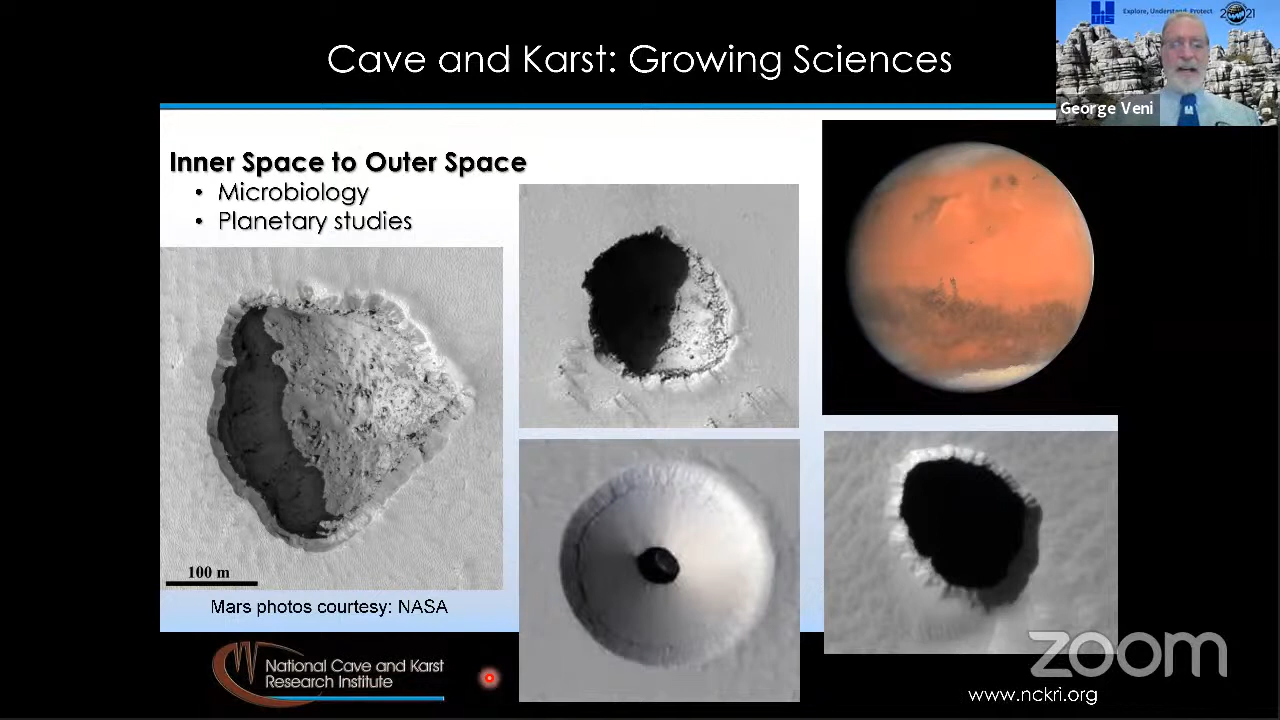 Cave and Karst: Growing Sciences
UIS
Explore, Understand, Protect
2021
George Veni
Inner Space to Outer Space
• Microbiology
• Planetary studies
100 m
Mars photos courtesy: NASA
National Cave and Karst
Research Institute
zoom
www.nckri.org